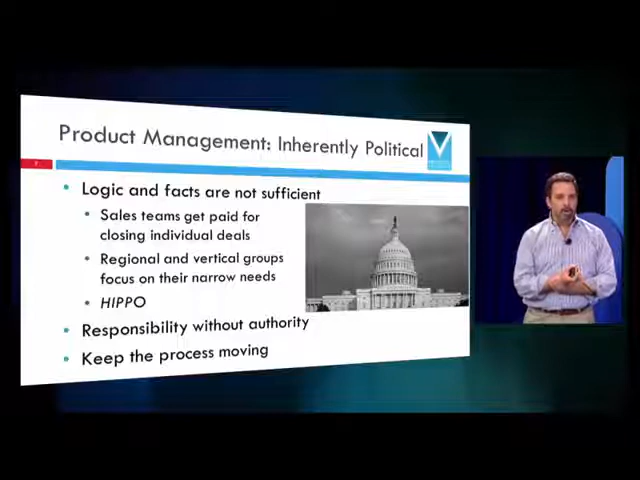 Product Management: Inherently Political
• Logic and facts are not sufficient
• Sales teams get paid for
closing individual deals
• Regional and vertical groups
focus on their narrow needs
• HIPPO
• Responsibility without authority
• Keep the process moving